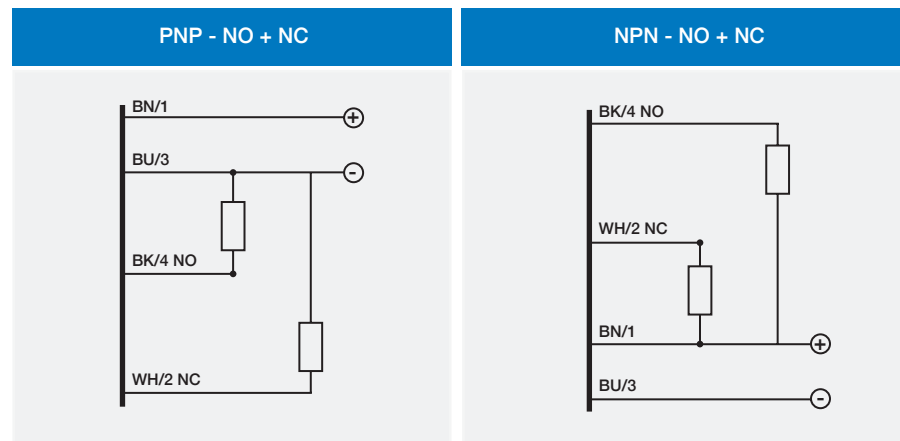 PNP - NO + NC
BN/1
+
BU/3
-
BK/4 NO
WH/2 NC
NPN - NO + NC
BK/4 NO
WH/2 NC
BN/1
+
BU/3
-